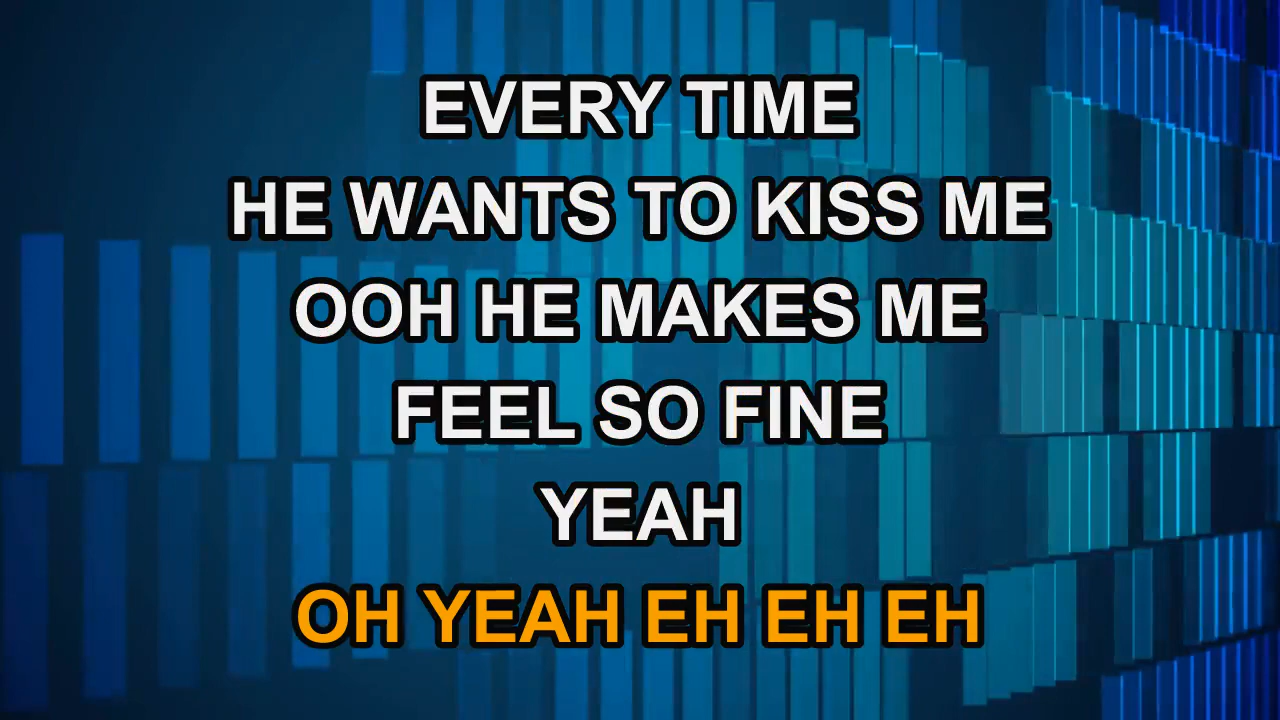 EVERY TIME
HE WANTS TO KISS ME
OOH HE MAKES ME
FEEL SO FINE
YEAH
OH YEAH EH EH EH